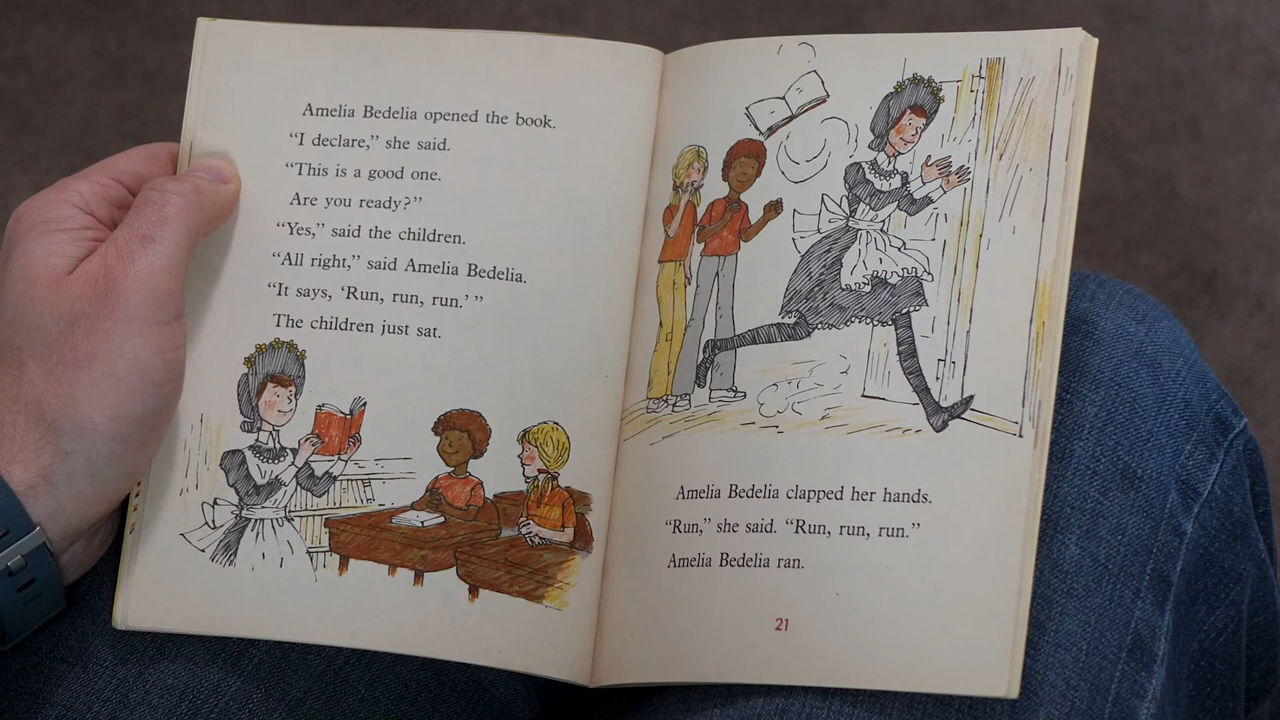 Amelia Bedelia opened the book.
“I declare,” she said.
“This is a good one.
Are you ready?”
“Yes,” said the children.
“All right,” said Amelia Bedelia.
“It says, ‘Run, run, run.’ ”
The children just sat.
Amelia Bedelia clapped her hands.
“Run,” she said. “Run, run, run.”
Amelia Bedelia ran.
21